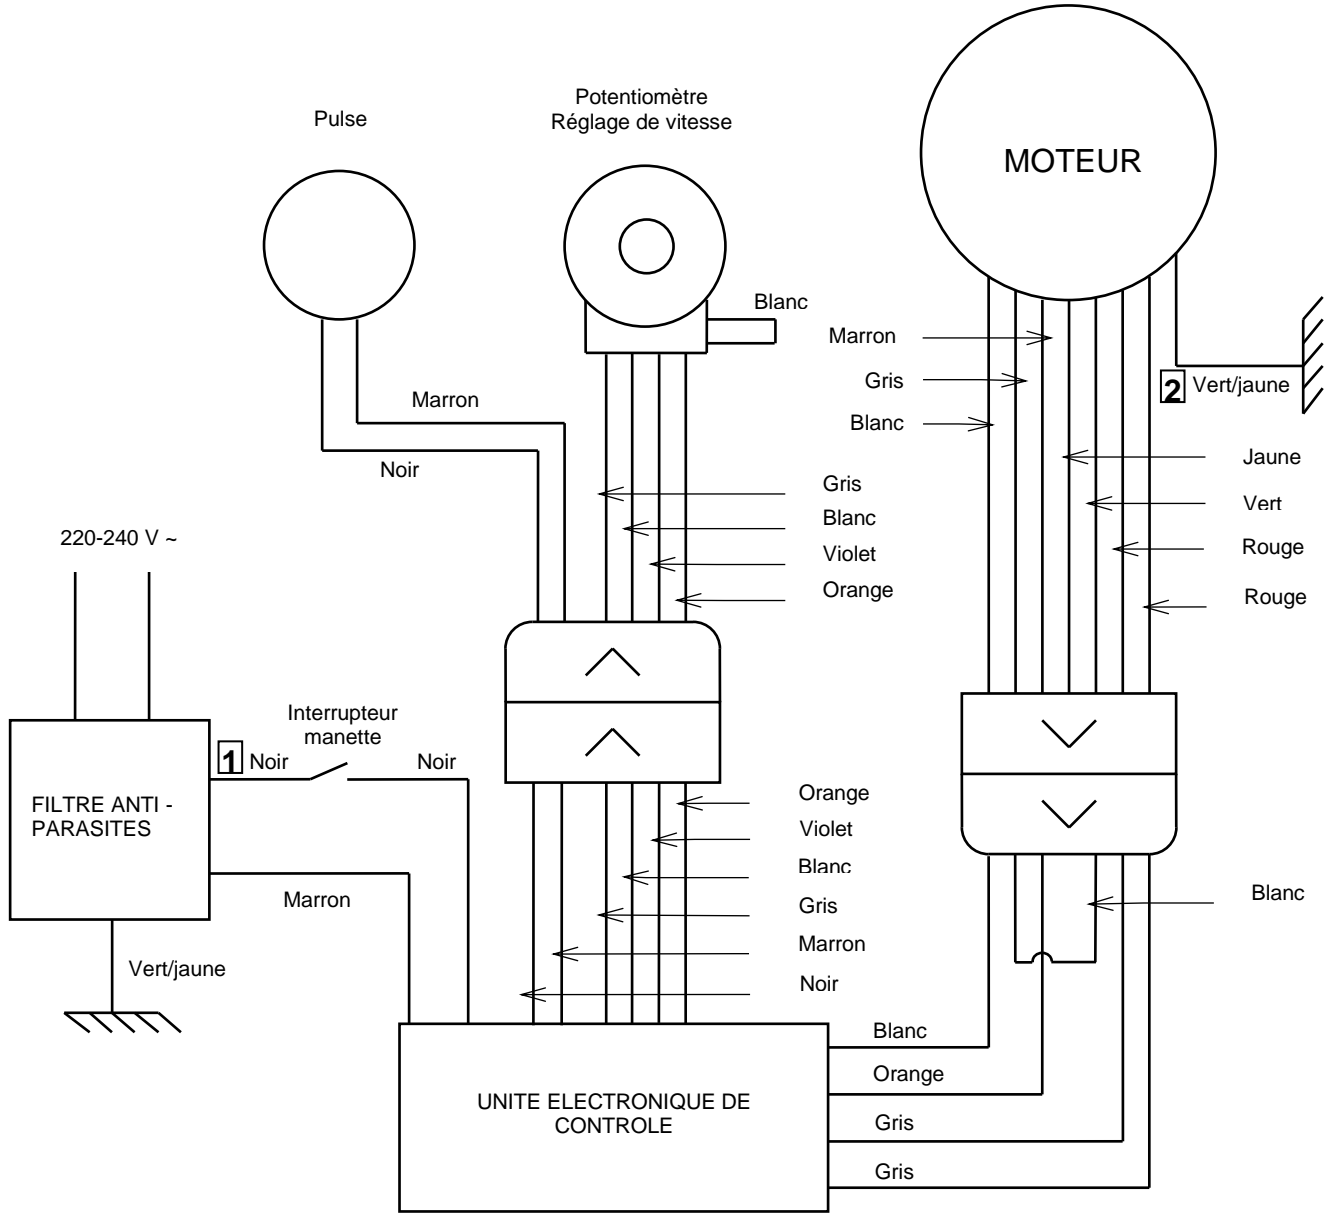 Pulse
Potentiomètre
Réglage de vitesse
MOTEUR
Blanc
Marron
Gris
Blanc
2 Vert/jaune
Marron
Noir
Jaune
Vert
Rouge
Rouge
Gris
Blanc
Violet
Orange
220-240 V ~
Interrupteur
manette
1 Noir
Noir
FILTRE ANTI -
PARASITES
Marron
Vert/jaune
Orange
Violet
Blanc
Gris
Marron
Noir
Blanc
Blanc
Orange
Gris
Gris
UNITE ELECTRONIQUE DE
CONTROLE